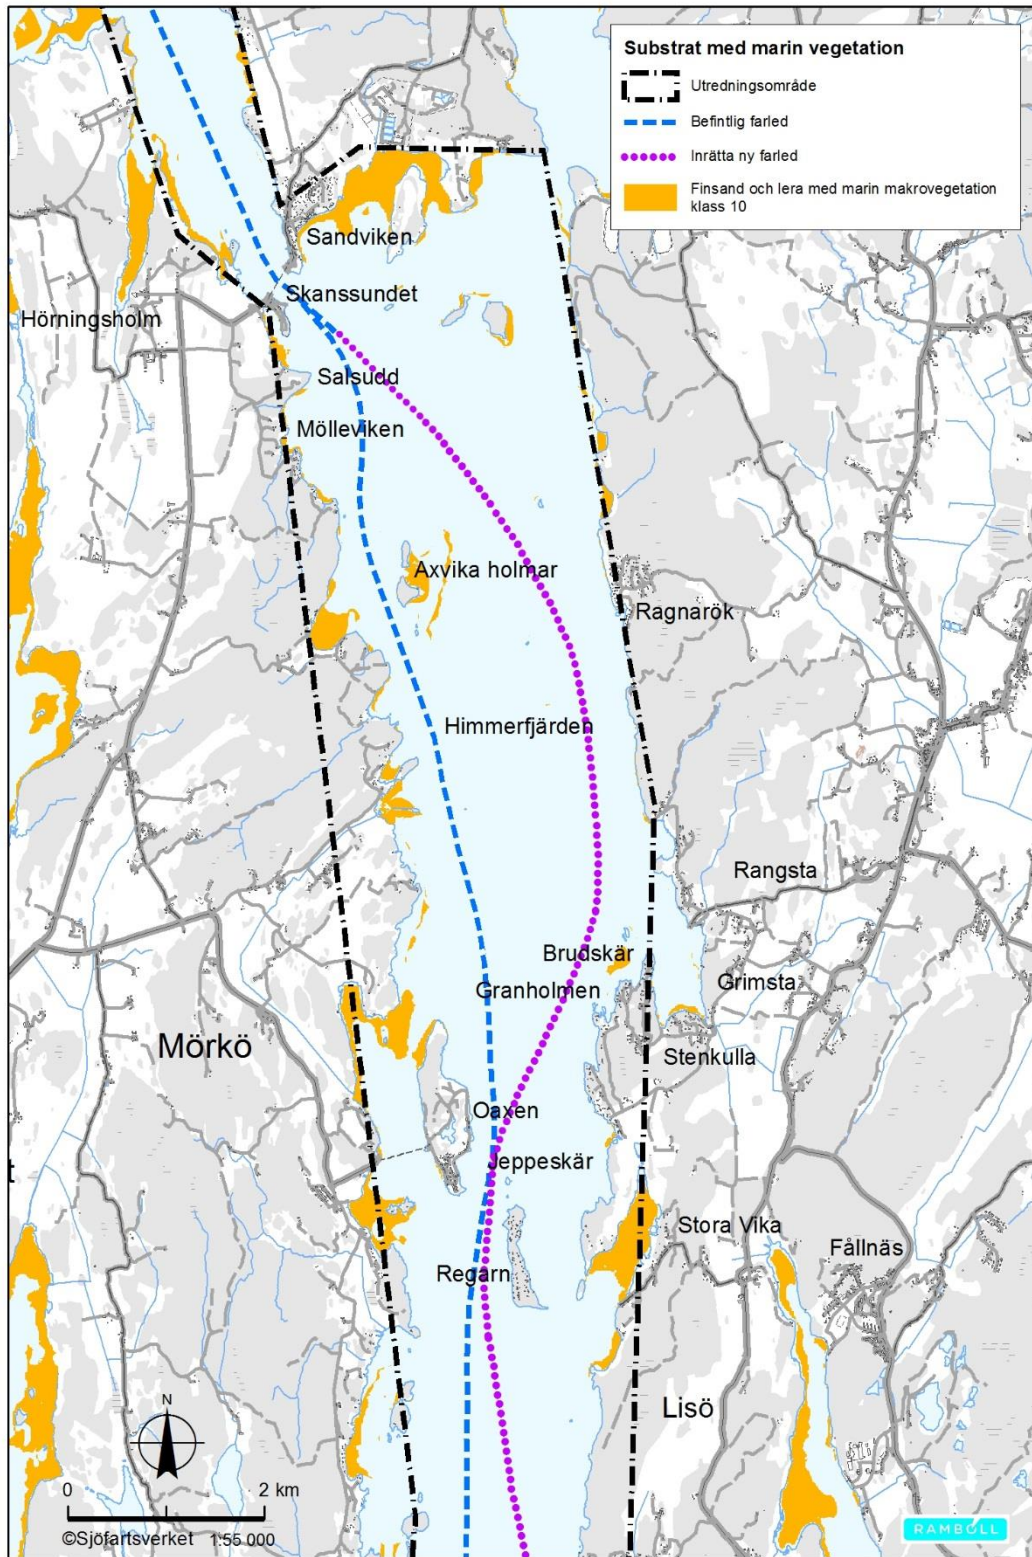 Substrat med marin vegetation
Utredningsområde
Befintlig farled
Inrätta ny farled
Finsand och lera med marin makrovegetation
klass 10
Sandviken
Skanssundet
Hörningsholm
Salsudd
Mölleviken
Axvika holmar
Ragnarök
Himmerfjärden
Rangsta
Brudskär
Granholmen
Grimsta
Mörkö
Stenkulla
Oaxen
Jeppeskär
t
Stora Vika
Fållnäs
Regarn
Lisö
N
0 2 km
©Sjöfartsverket 1:55 000
RAMBOLL